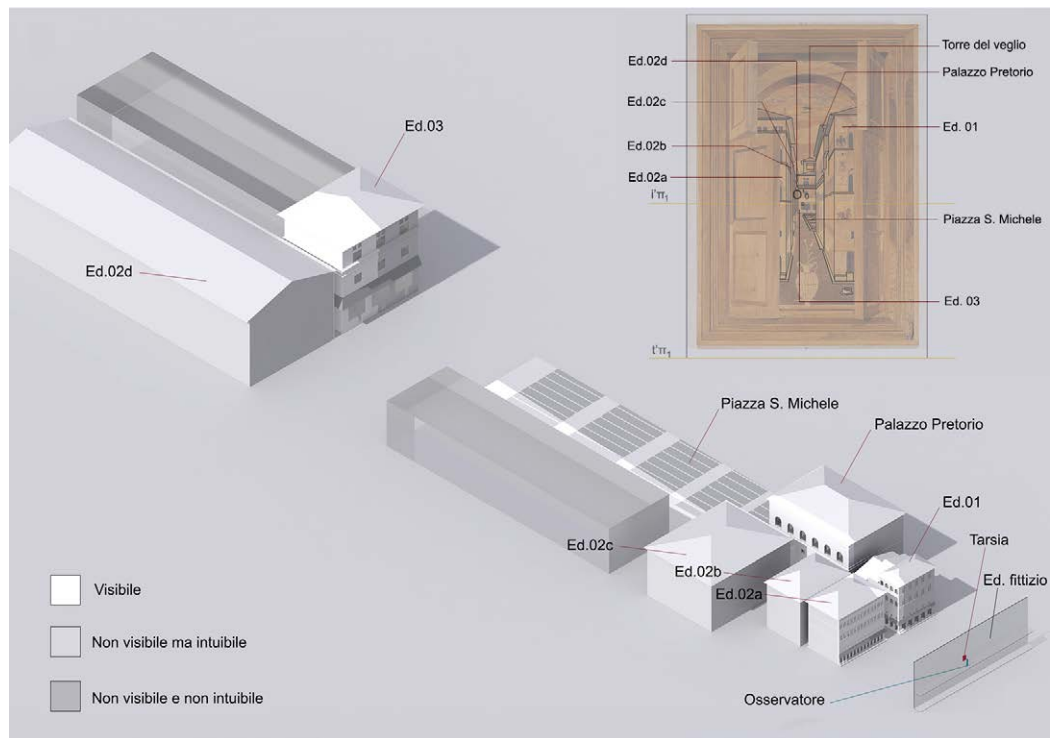 Torre del veglio
Ed.02d
Palazzo Pretorio
Ed.02c
Ed. 01
Ed.02b
Ed.02a
i'π₁
Piazza S. Michele
Ed. 03
t'π₁
Ed.03
Ed.02d
Piazza S. Michele
Palazzo Pretorio
Ed.01
Tarsia
Ed. fittizio
Ed.02c
Ed.02b
Ed.02a
Osservatore
Visibile
Non visibile ma intuibile
Non visibile e non intuibile